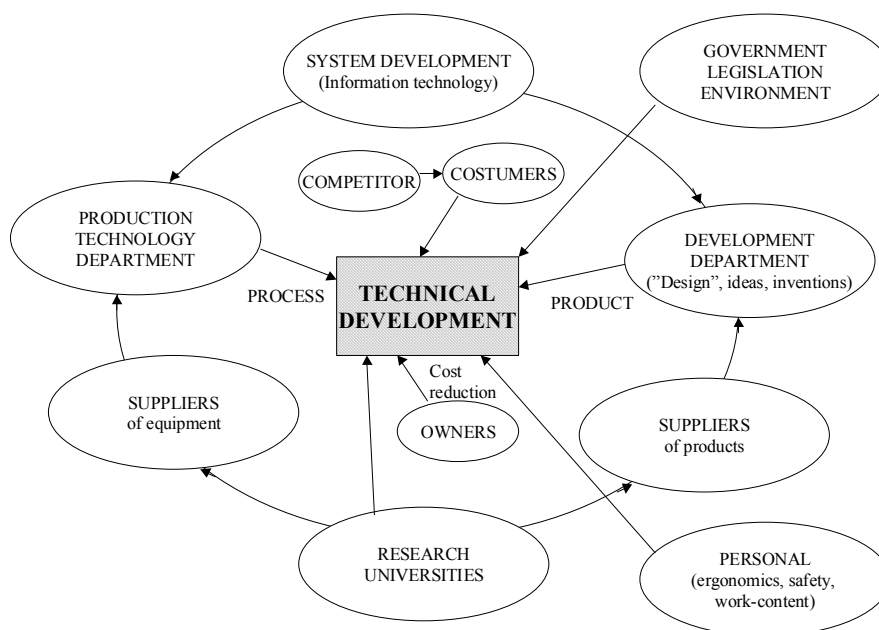 SYSTEM DEVELOPMENT
(Information technology)
GOVERNMENT
LEGISLATION
ENVIRONMENT
COMPETITOR
COSTUMERS
PRODUCTION
TECHNOLOGY
DEPARTMENT
DEVELOPMENT
DEPARTMENT
("Design", ideas, inventions)
PROCESS
TECHNICAL
DEVELOPMENT
PRODUCT
Cost
reduction
SUPPLIERS
of equipment
OWNERS
SUPPLIERS
of products
RESEARCH
UNIVERSITIES
PERSONAL
(ergonomics, safety,
work-content)